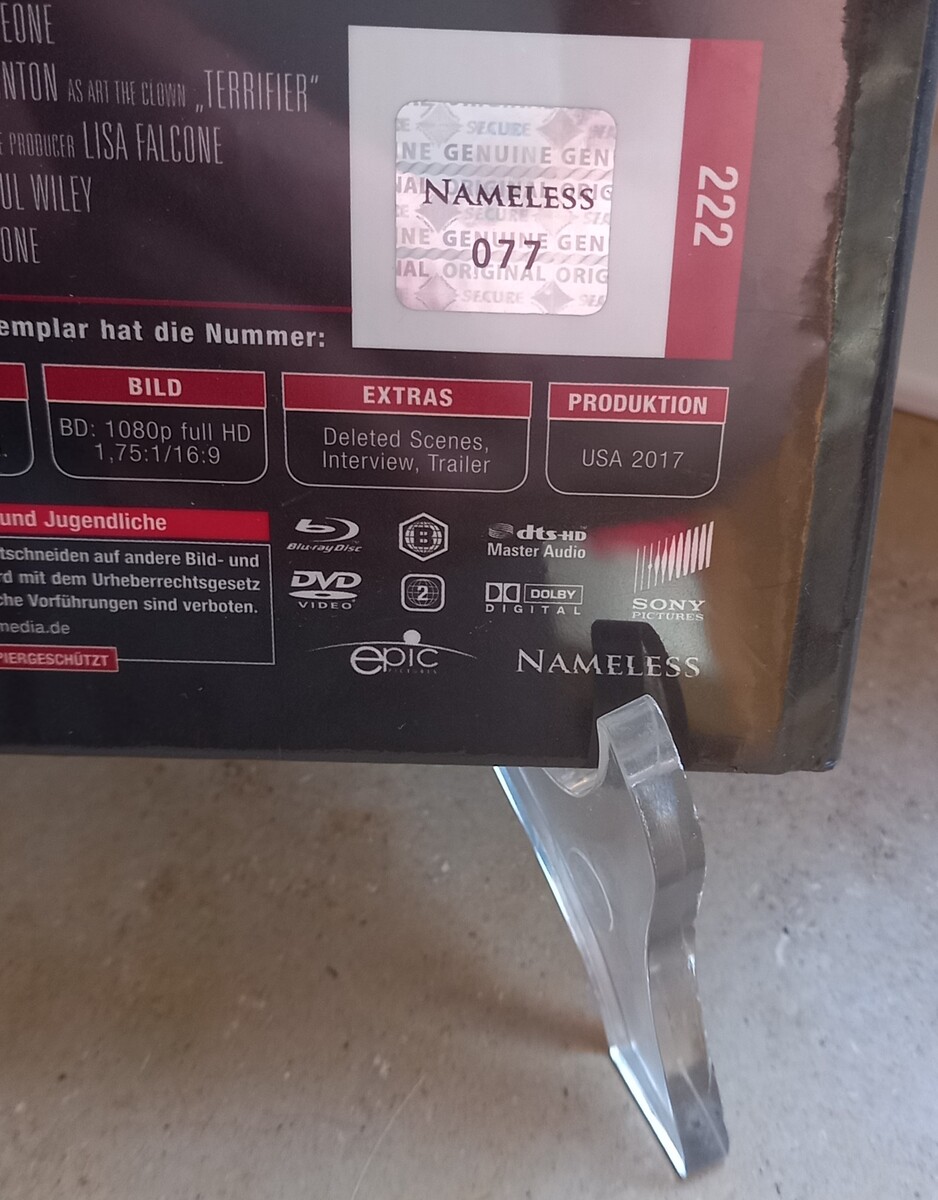 EONE
NTON AS ART THE CLOWN „TERRIFIER“
E PRODUCER LISA FALCONE
UL WILEY
ONE
SECURE
NE GENUINE GEN
NAMELESS
SECURE
NE GENUINE GEN
077
NAL ORIGINAL ORIG
SECURE
222
emplar hat die Nummer:
BILD
BD: 1080p full HD
1,75:1/16:9
EXTRAS
Deleted Scenes,
Interview, Trailer
PRODUKTION
USA 2017
und Jugendliche
tschneiden auf andere Bild- und
rd mit dem Urheberrechtsgesetz
che Vorführungen sind verboten.
media.de
PIERGESCHÜTZT
Blu-ray Disc
B
dts-HD
Master Audio
DVD
VIDEO
2
DOLBY
DIGITAL
SONY
PICTURES
epic
PICTURES
NAMELESS